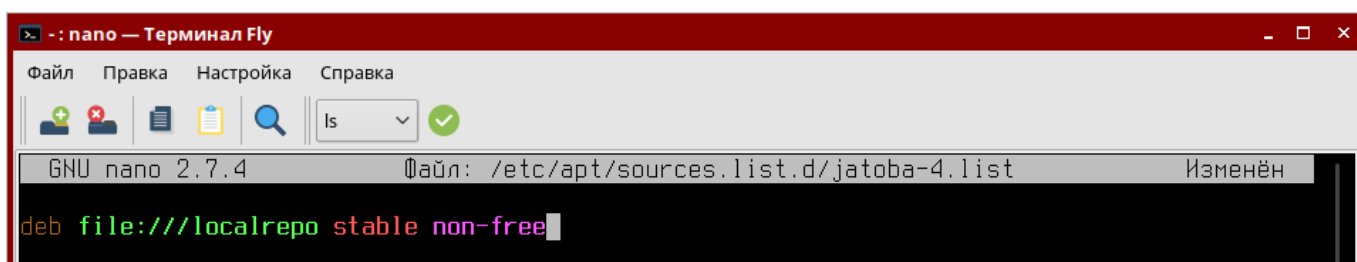 - : nano — Терминал Fly
Файл Правка Настройка Справка
ls
GNU nano 2.7.4 Файл: /etc/apt/sources.list.d/jatoba-4.list Изменён
deb file:///localrepo stable non-free